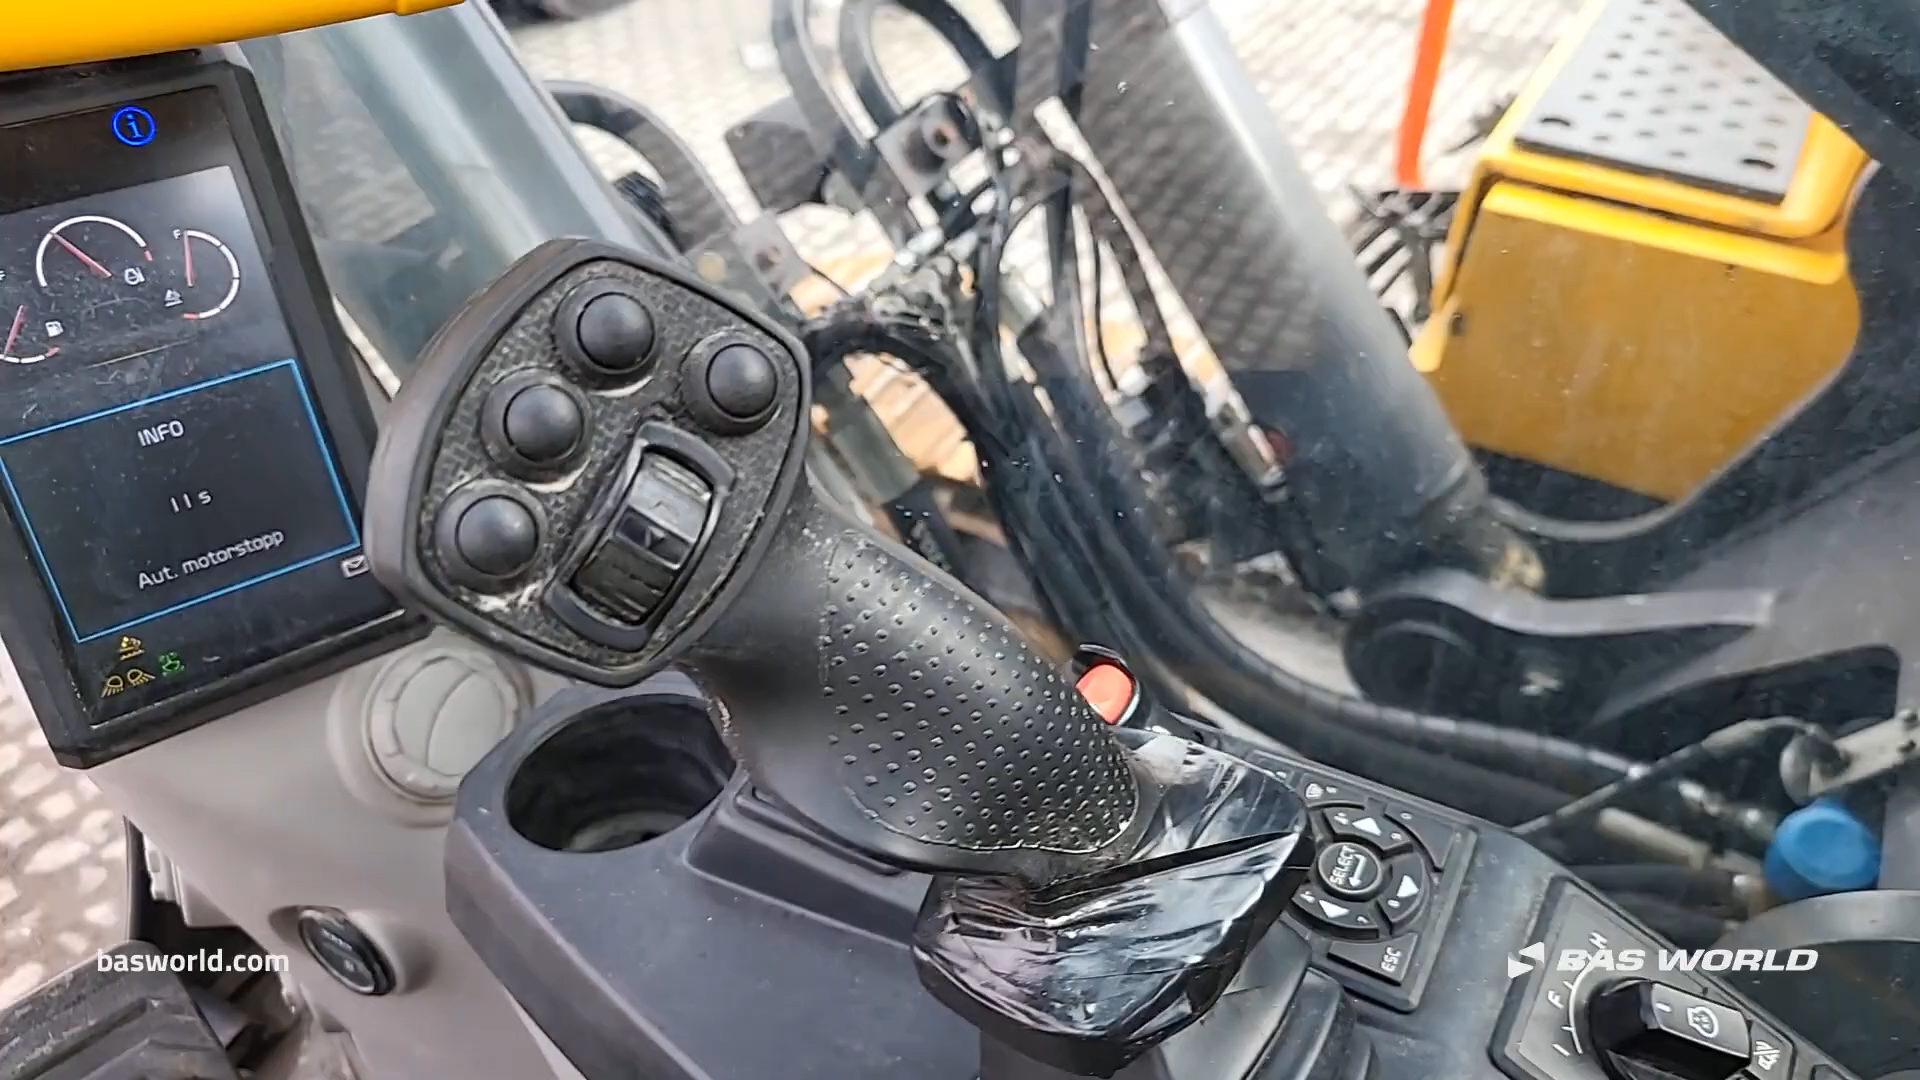 INFO
11 s
Aut. motorstopp
SELECT
ESC
H
F
I
basworld.com
BAS WORLD